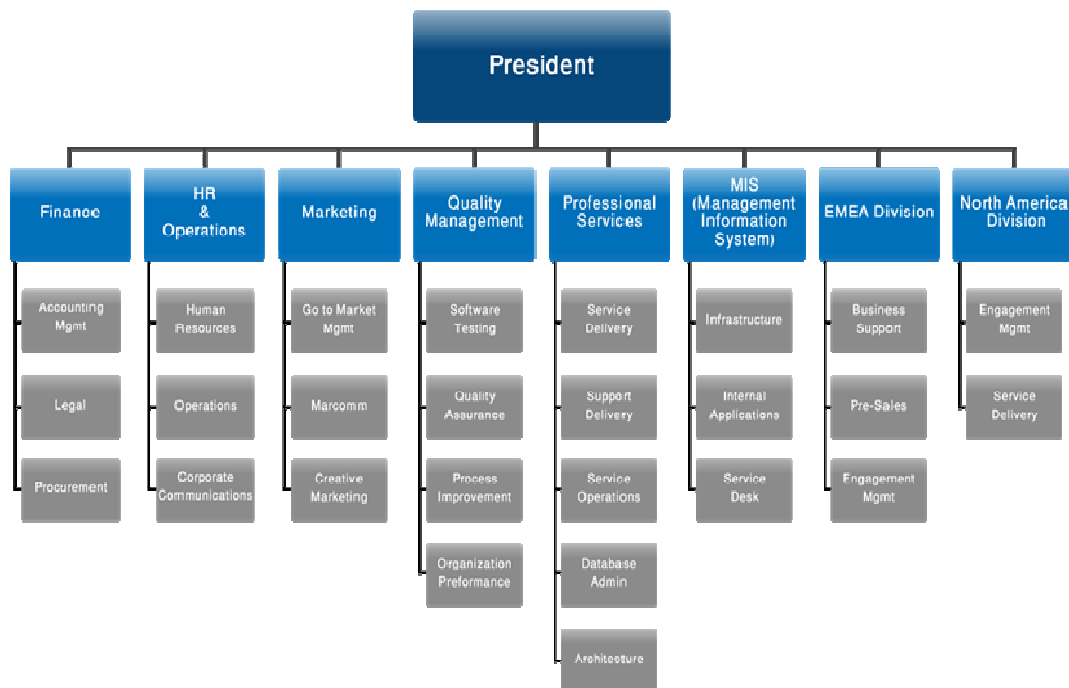 President
Finance
HR
&
Operations
Marketing
Quality
Management
Professional
Services
MIS
(Management
Information
System)
EMEA Division
North America
Division
Accounting
Mgmt
Legal
Procurement
Human
Resources
Operations
Corporate
Communications
Go to Market
Mgmt
Marcomm
Creative
Marketing
Software
Testing
Quality
Assurance
Process
Improvement
Organization
Preformance
Service
Delivery
Support
Delivery
Service
Operations
Database
Admin
Architecture
Infrastructure
Internal
Applications
Service
Desk
Business
Support
Pre-Sales
Engagement
Mgmt
Engagement
Mgmt
Service
Delivery